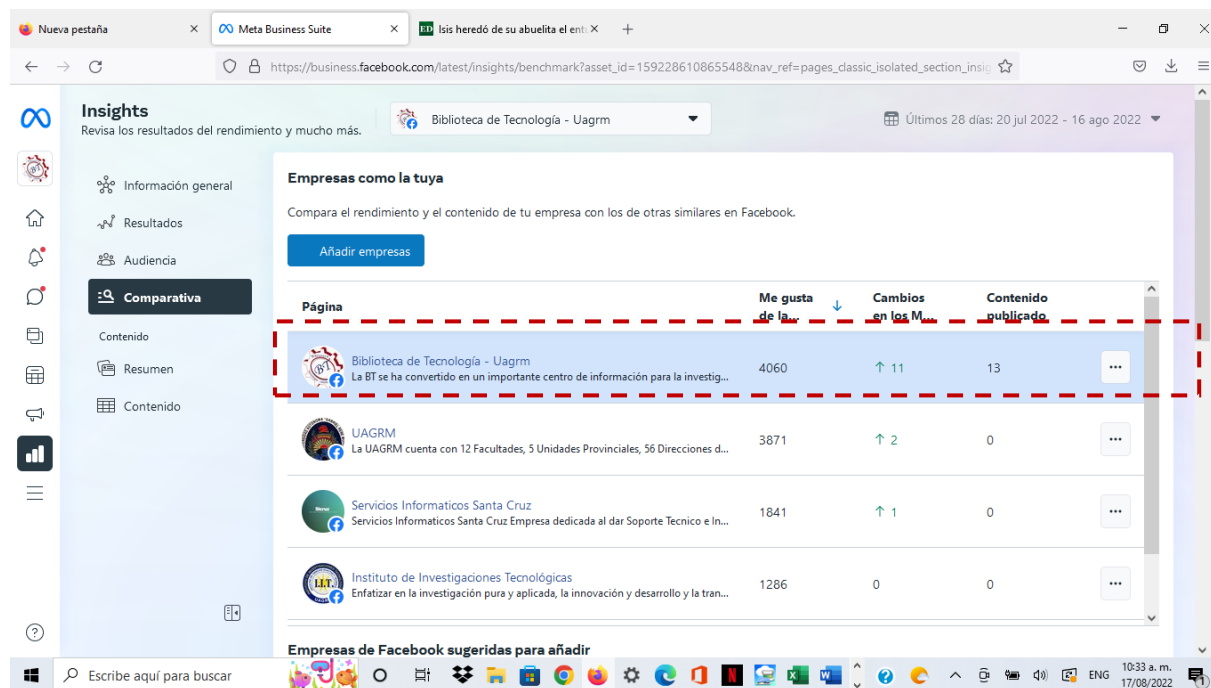 Nueva pestaña
Meta Business Suite
ED Isis heredó de su abuelita el ent
https://business.facebook.com/latest/insights/benchmark?asset_id=159228610865548&nav_ref=pages_classic_isolated_section_insig
Insights
Revisa los resultados del rendimiento y mucho más.
Biblioteca de Tecnología - Uagrm
Últimos 28 días: 20 jul 2022 - 16 ago 2022
Información general
Resultados
Audiencia
Comparativa
Contenido
Resumen
Contenido
Empresas como la tuya
Compara el rendimiento y el contenido de tu empresa con los de otras similares en Facebook.
Añadir empresas
Página Me gusta de la... Cambios en los M... Contenido publicado
Biblioteca de Tecnología - Uagrm
La BT se ha convertido en un importante centro de información para la investig...
4060 ↑ 11 13
UAGRM
La UAGRM cuenta con 12 Facultades, 5 Unidades Provinciales, 56 Direcciones d...
3871 ↑ 2 0
Servicios Informaticos Santa Cruz
Servicios Informaticos Santa Cruz Empresa dedicada al dar Soporte Tecnico e In...
1841 ↑ 1 0
Instituto de Investigaciones Tecnológicas
Enfatizar en la investigación pura y aplicada, la innovación y desarrollo y la tran...
1286 0 0
Empresas de Facebook sugeridas para añadir
Escribe aquí para buscar
ENG
10:33 a. m.
17/08/2022